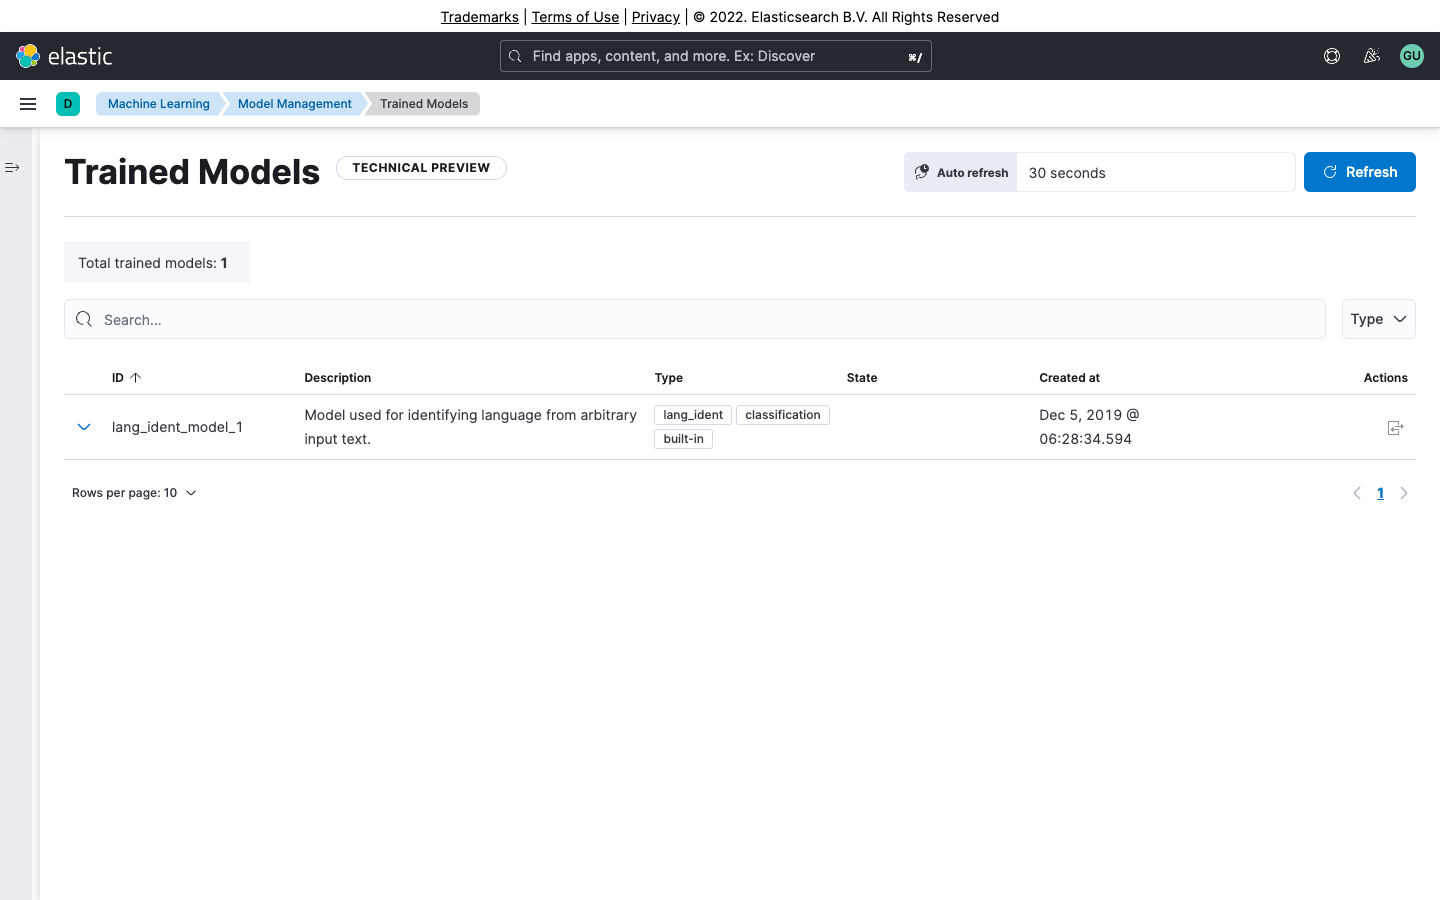 Trademarks | Terms of Use | Privacy | © 2022. Elasticsearch B.V. All Rights Reserved
elastic
Find apps, content, and more. Ex: Discover
⌘/
GU
D
Machine Learning
Model Management
Trained Models
Trained Models
TECHNICAL PREVIEW
Auto refresh
30 seconds
Refresh
Total trained models: 1
Search...
Type
ID
Description
Type
State
Created at
Actions
lang_ident_model_1
Model used for identifying language from arbitrary
input text.
lang_ident
classification
built-in
Dec 5, 2019 @
06:28:34.594
Rows per page: 10
1